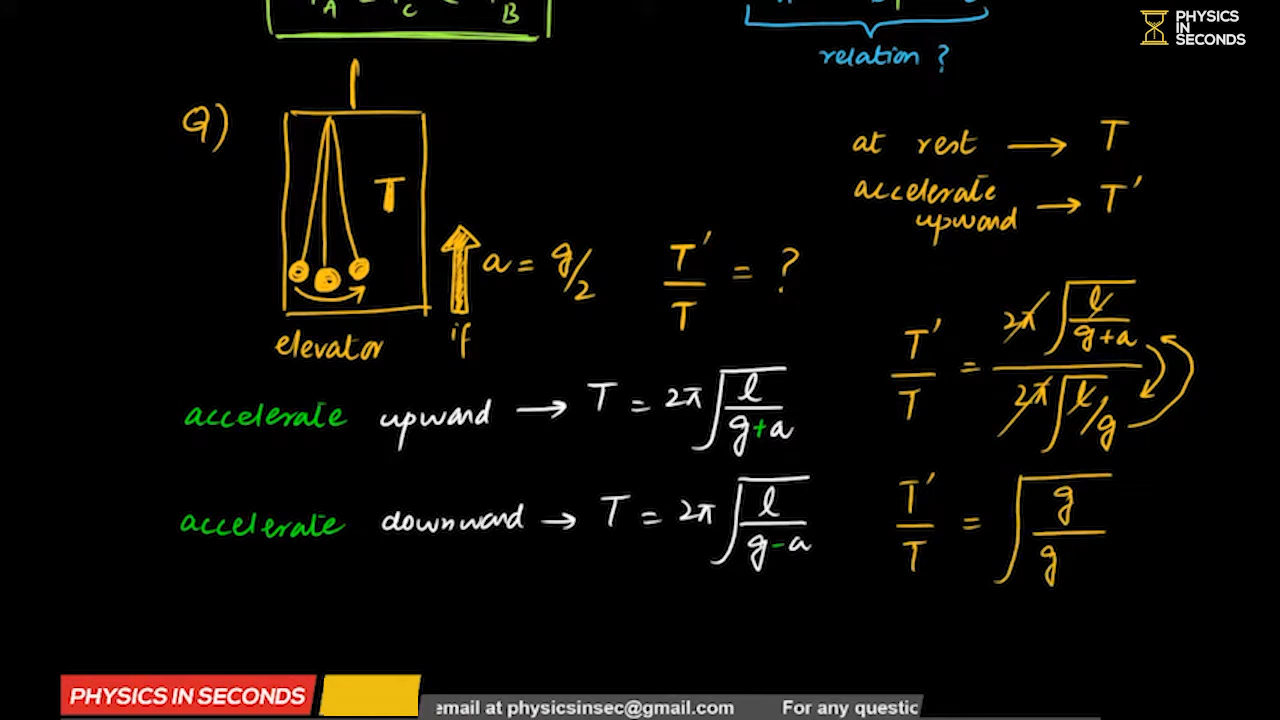 A C B
relation ?
PHYSICS
IN
SECONDS
Q)
T
elevator
a = g/2
if
T'/T = ?
at rest → T
accelerate upward → T'
accelerate upward → T = 2π√(l/(g+a))
accelerate downward → T = 2π√(l/(g-a))
T'/T = 2π√(l/(g+a)) / 2π√(l/g)
T'/T = √(g/g
PHYSICS IN SECONDS
email at physicsinsec@gmail.com For any questic